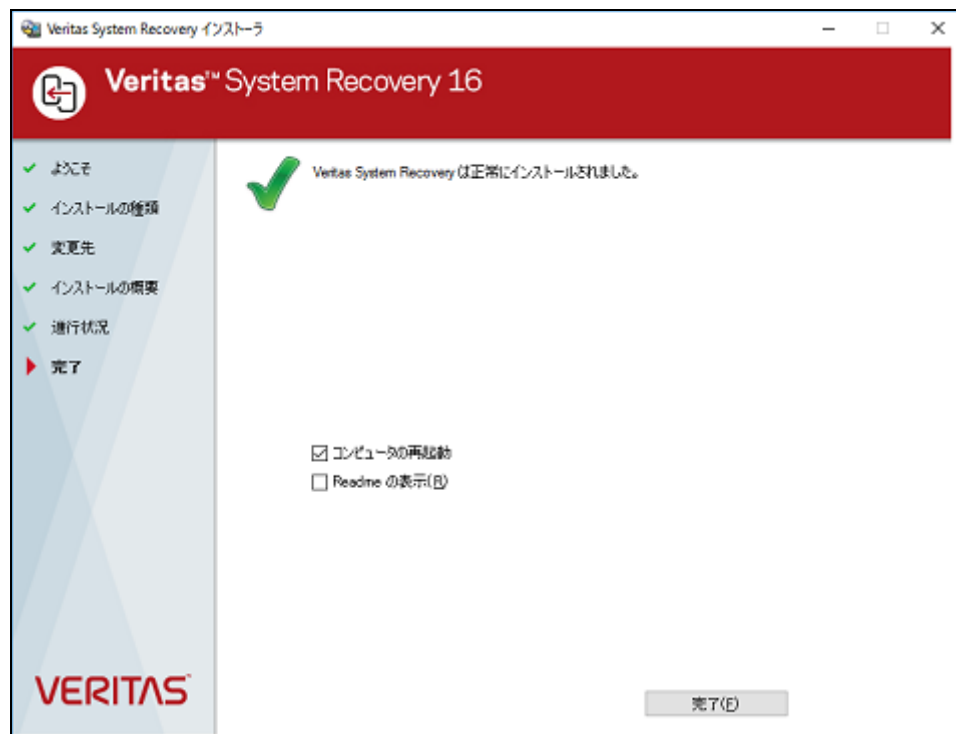 Veritas System Recovery インストーラ
Veritas™ System Recovery 16
ようこそ
インストールの種類
変更先
インストールの概要
進行状況
完了
Veritas System Recovery は正常にインストールされました。
コンピュータの再起動
Readme の表示(R)
VERITAS
完了(F)